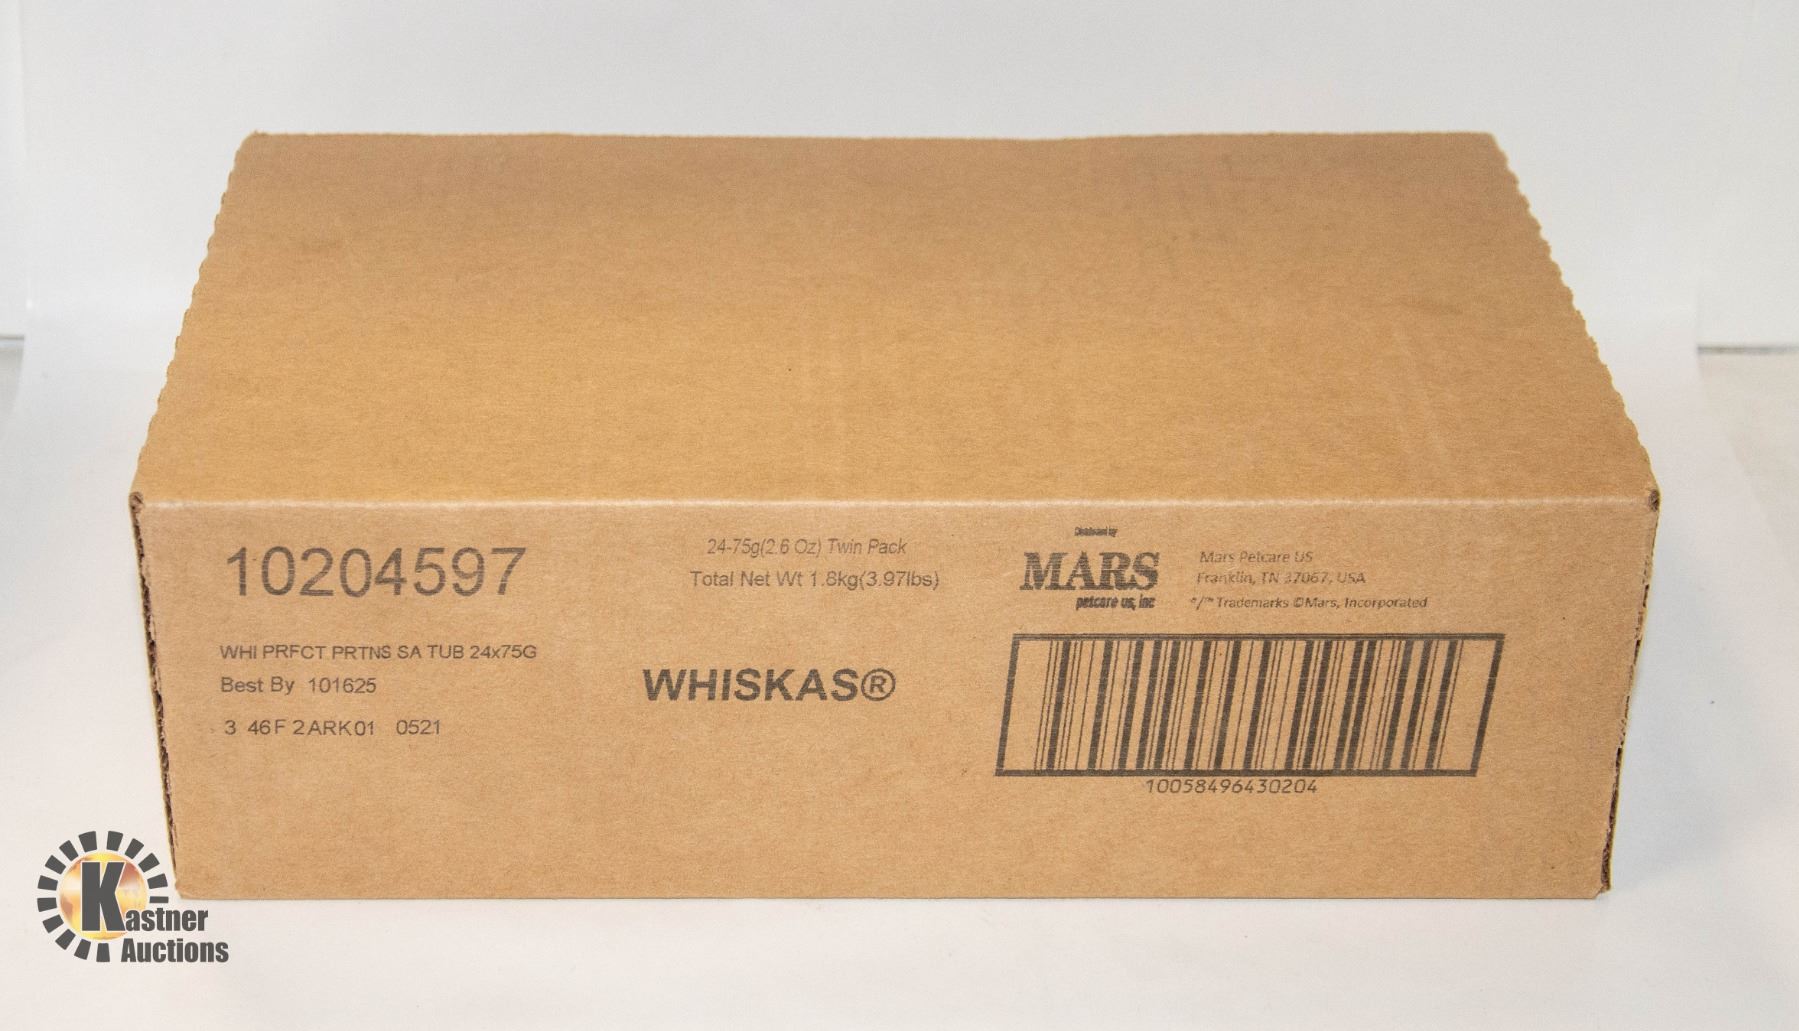 10204597
WHI PRFCT PRTNS SA TUB 24x75G
Best By 101625
3 46F 2ARK01 0521
24-75g(2.6 Oz) Twin Pack
Total Net Wt 1.8kg(3.97lbs)
WHISKAS®
Distributed by
MARS
petcare us, inc
Mars Petcare US
Franklin, TN 37067, USA
®/™ Trademarks ©Mars, Incorporated
10058496430204
Kastner
Auctions